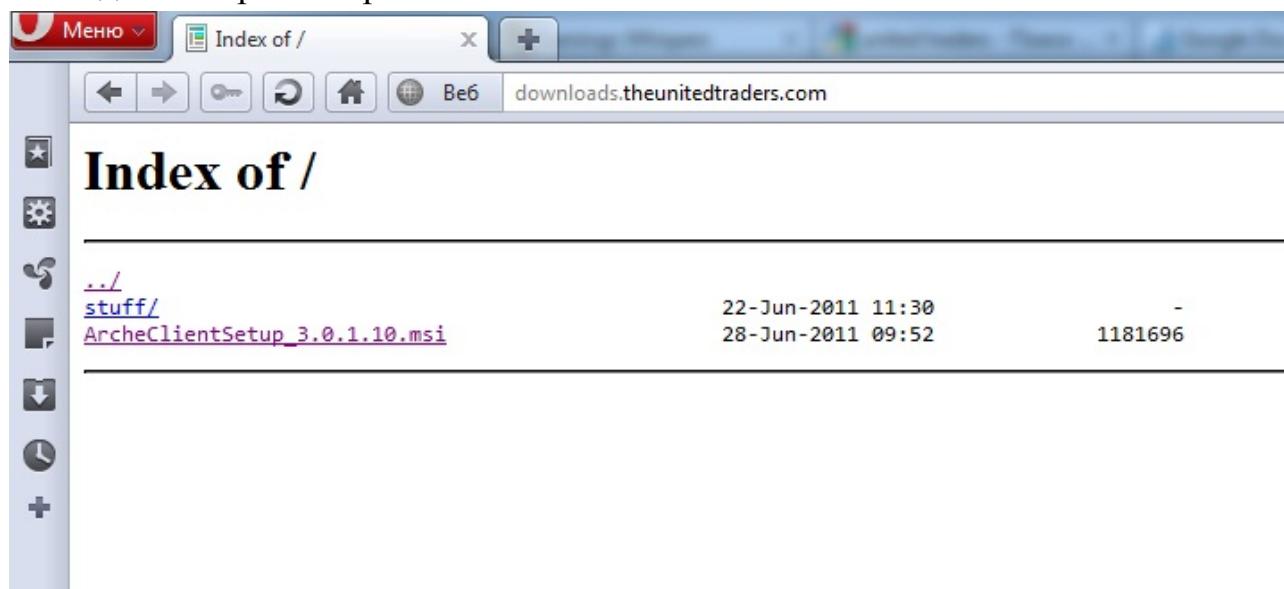 Меню
Index of /
Веб
downloads.theunitedtraders.com
Index of /
../
stuff/ 22-Jun-2011 11:30 -
ArcheClientSetup_3.0.1.10.msi 28-Jun-2011 09:52 1181696